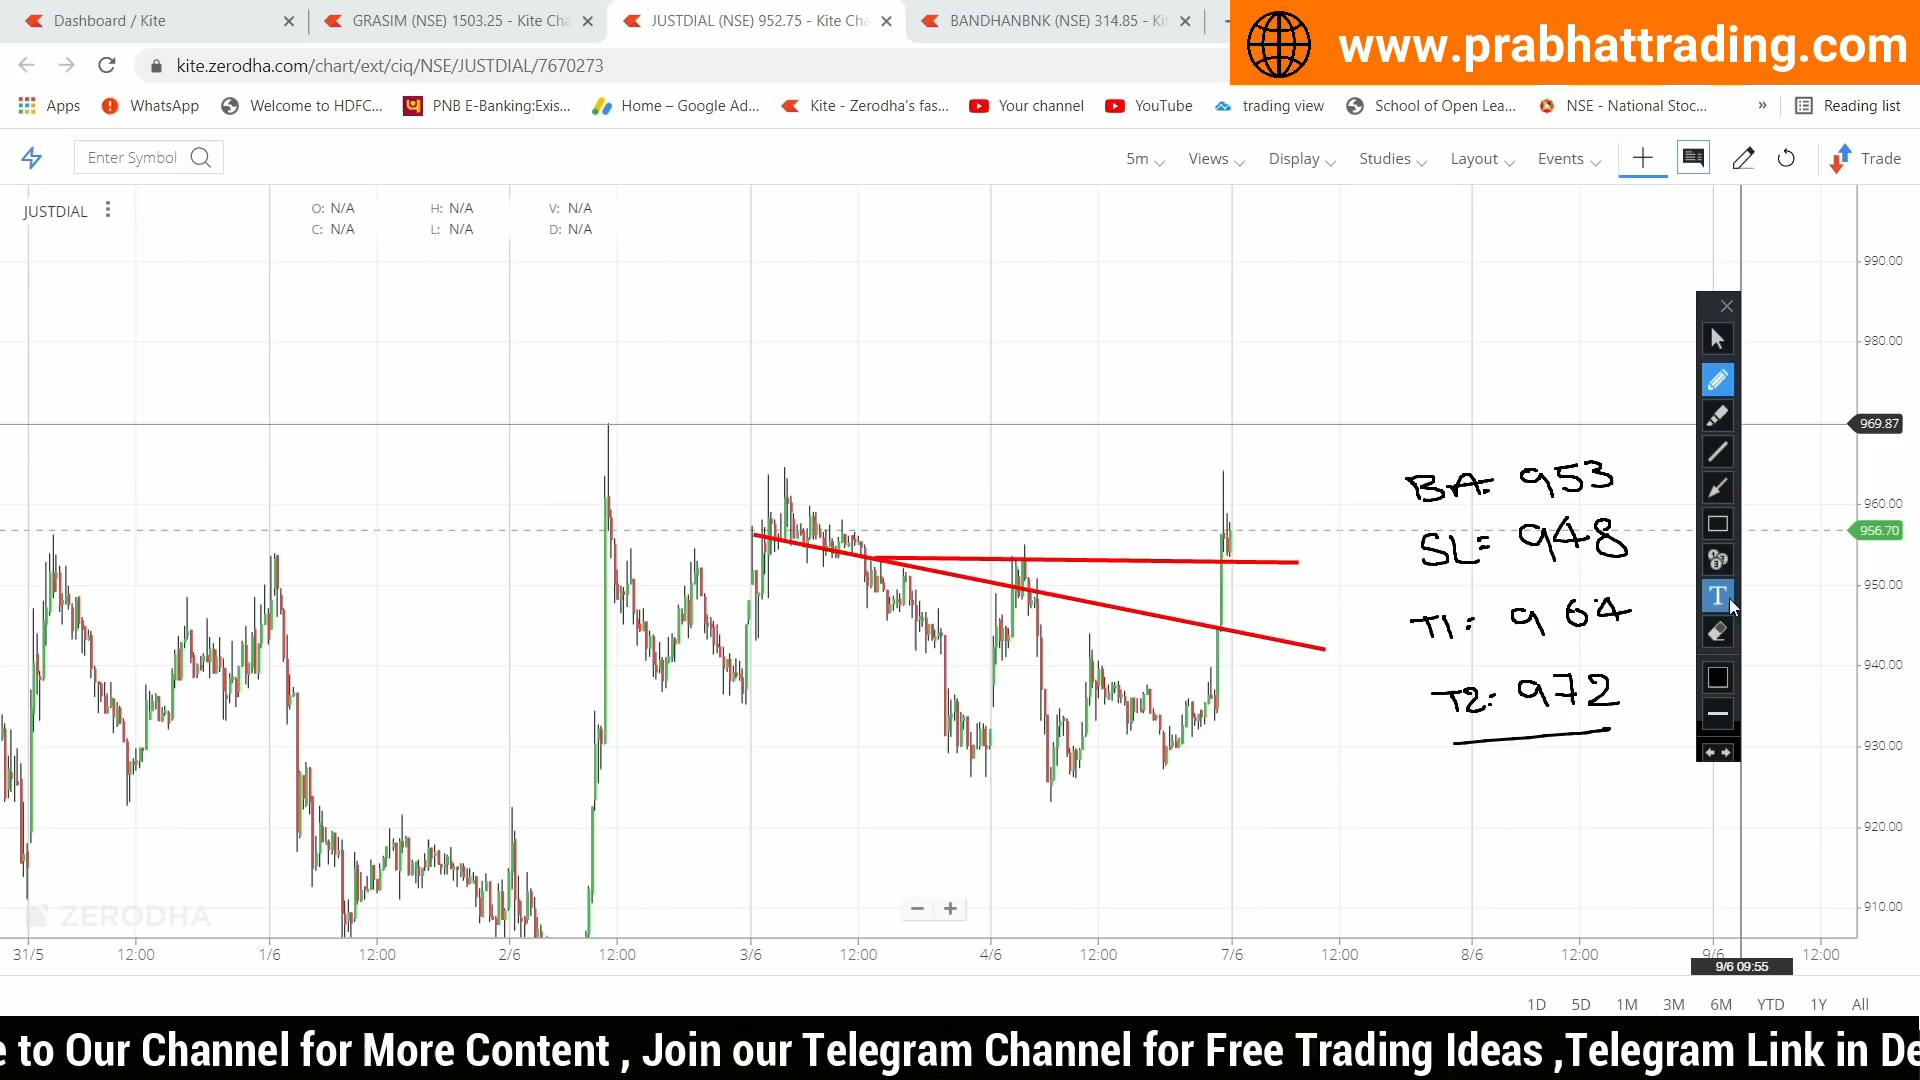 Dashboard / Kite
GRASIM (NSE) 1503.25 - Kite Cha
JUSTDIAL (NSE) 952.75 - Kite Cha
BANDHANBNK (NSE) 314.85 - Kit
www.prabhattrading.com
kite.zerodha.com/chart/ext/ciq/NSE/JUSTDIAL/7670273
Apps
WhatsApp
Welcome to HDFC...
PNB E-Banking:Exis...
Home – Google Ad...
Kite - Zerodha's fas...
Your channel
YouTube
trading view
School of Open Lea...
NSE - National Stoc...
»
Reading list
Enter Symbol
5m
Views
Display
Studies
Layout
Events
Trade
JUSTDIAL
O: N/A
H: N/A
V: N/A
C: N/A
L: N/A
D: N/A
990.00
980.00
969.87
960.00
956.70
950.00
940.00
930.00
920.00
910.00
BA: 953
SL= 948
T1: 964
T2: 972
T
ZERODHA
31/5
12:00
1/6
12:00
2/6
12:00
3/6
12:00
4/6
12:00
7/6
12:00
8/6
12:00
9/6
12:00
9/6 09:55
1D
5D
1M
3M
6M
YTD
1Y
All
e to Our Channel for More Content , Join our Telegram Channel for Free Trading Ideas ,Telegram Link in De